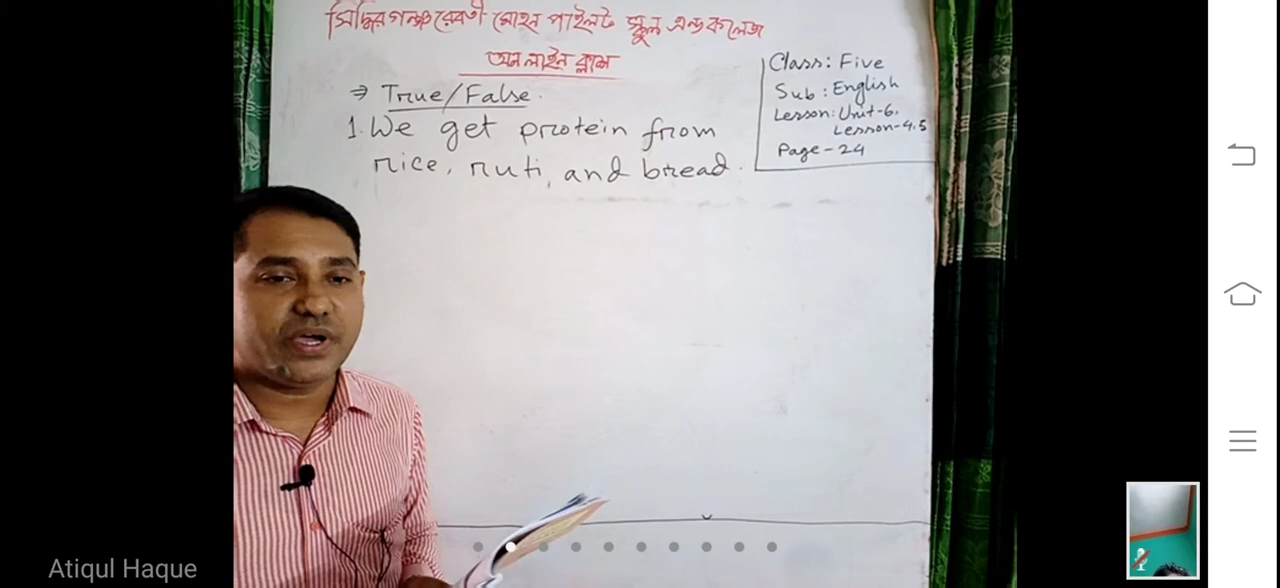 সিদ্ধিরগঞ্জ রেবতী মোহন পাইলট স্কুল এন্ড কলেজ
অনলাইন ক্লাশ
⇒ True/False.
1. We get protein from
rice, ruti, and bread.
Class: Five
Sub: English
Lesson: Unit-6.
Lesson-4.5
Page-24
Atiqul Haque